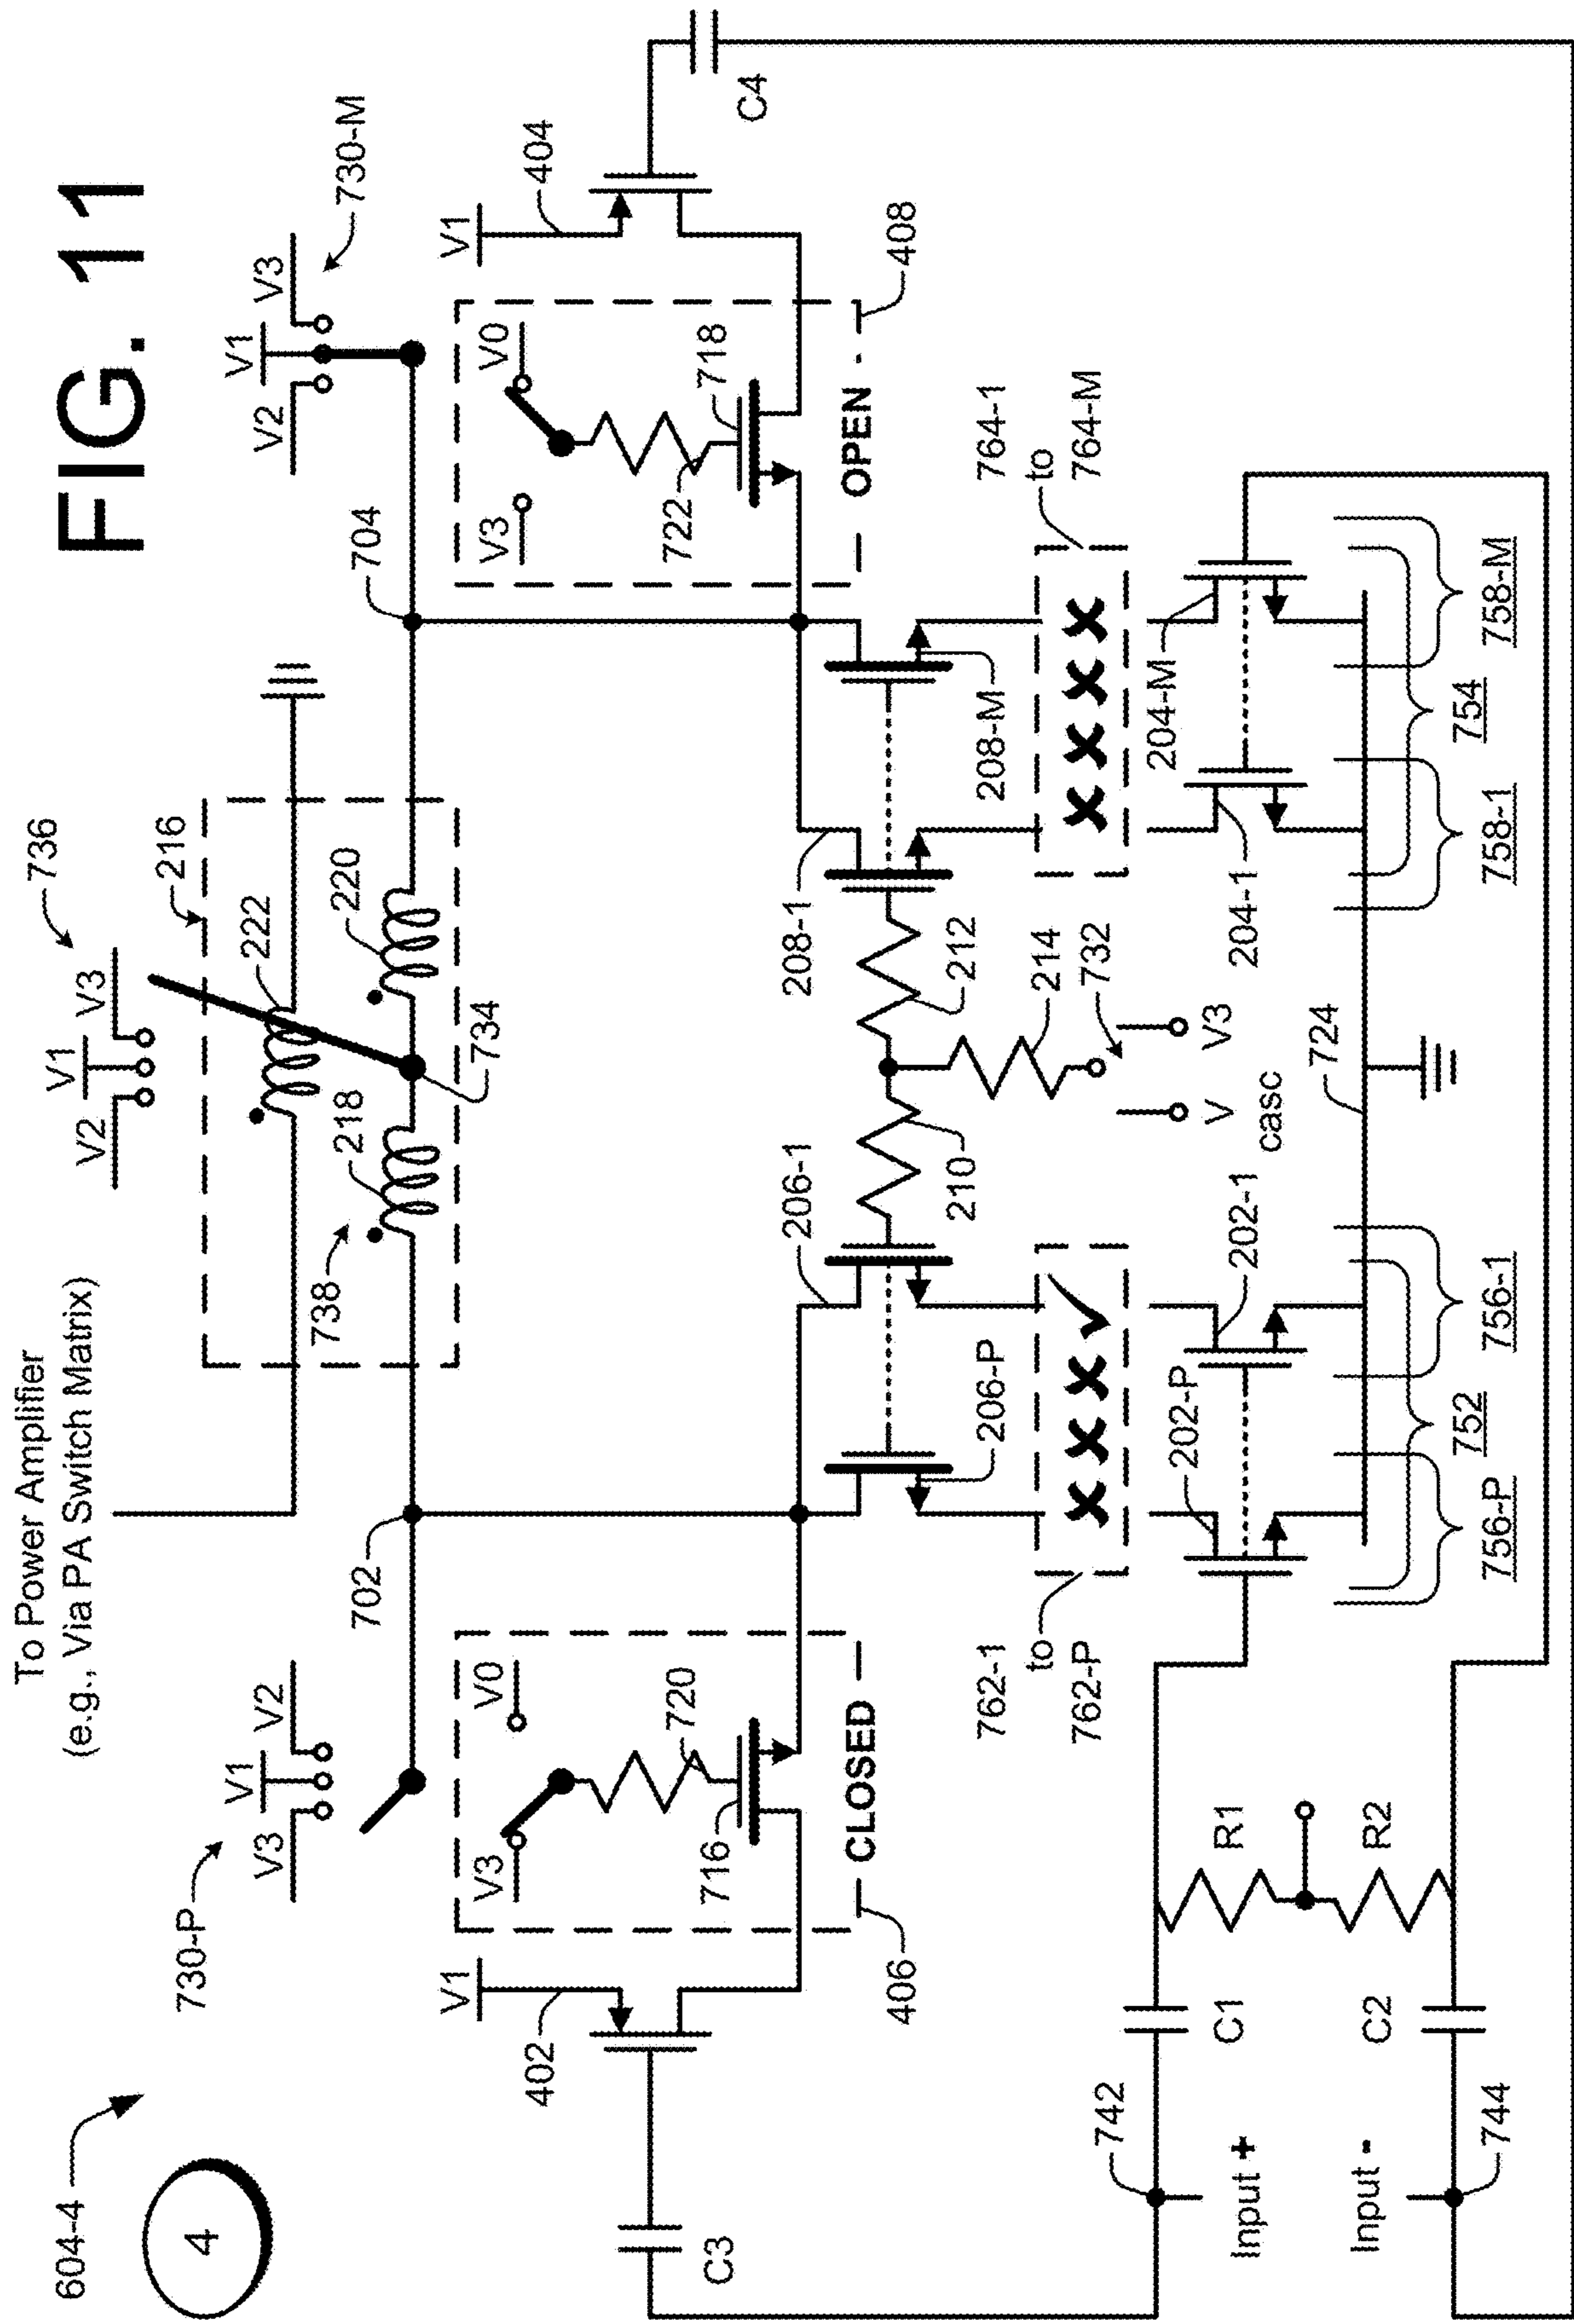 FIG. 11
604-4
4
To Power Amplifier
(e.g., Via PA Switch Matrix)
736
V2
V1
V3
216
222
218
220
738
734
730-P
V3
V1
V2
702
704
V2
V1
V3
730-M
V1
402
V3
V0
720
716
CLOSED
406
V3
V0
722
718
OPEN
408
V1
404
C3
C4
206-1
206-P
210
212
214
732
V
casc
V3
208-1
208-M
762-1
to
762-P
x x x ✓
764-1
to
764-M
x x x x
202-P
202-1
204-1
204-M
724
756-P
752
756-1
758-1
754
758-M
742
Input +
C1
R1
R2
Input -
C2
744